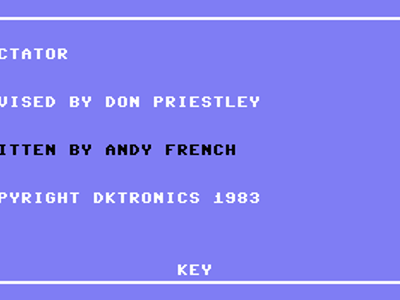 CTATOR
VISED BY DON PRIESTLEY
ITTEN BY ANDY FRENCH
PYRIGHT DKTRONICS 1983
KEY